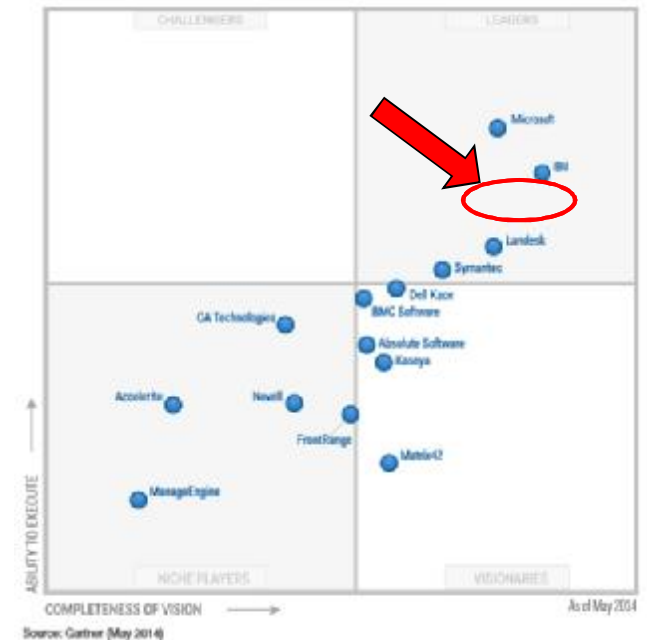 CHALLENGERS
LEADERS
Microsoft
IBM
Landesk
Symantec
Dell Kace
BMC Software
CA Technologies
Absolute Software
Kaseya
Accelerite
Novell
FrontRange
Matrix42
ManageEngine
ABILITY TO EXECUTE
NICHE PLAYERS
VISIONARIES
COMPLETENESS OF VISION
As of May 2014
Source: Gartner (May 2014)